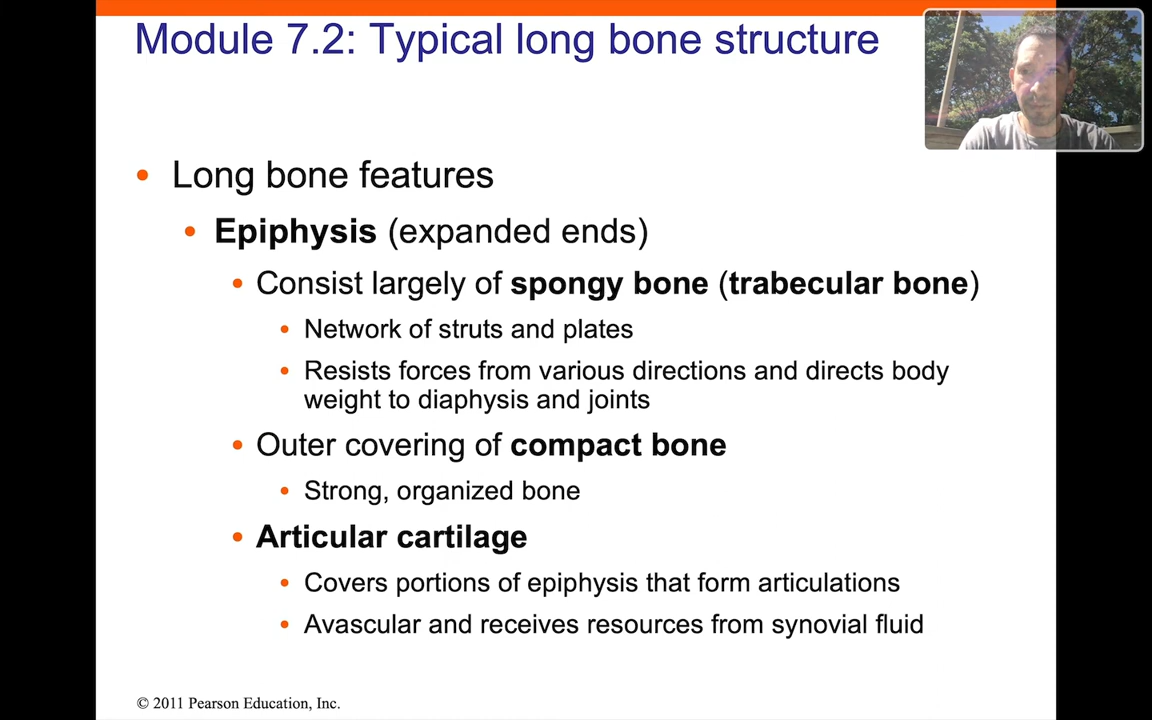 Module 7.2: Typical long bone structure
• Long bone features
• Epiphysis (expanded ends)
• Consist largely of spongy bone (trabecular bone)
• Network of struts and plates
• Resists forces from various directions and directs body
weight to diaphysis and joints
• Outer covering of compact bone
• Strong, organized bone
• Articular cartilage
• Covers portions of epiphysis that form articulations
• Avascular and receives resources from synovial fluid
© 2011 Pearson Education, Inc.